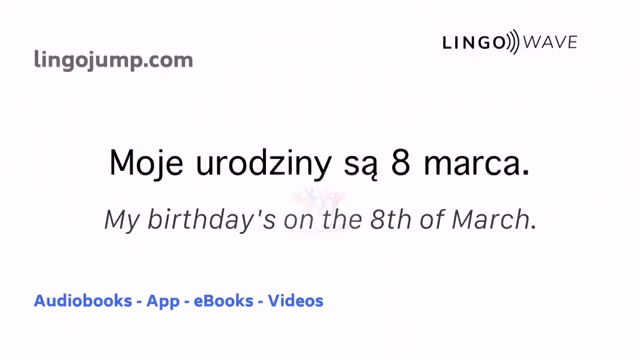 lingojump.com
LINGO WAVE
Moje urodziny są 8 marca.
My birthday's on the 8th of March.
Audiobooks - App - eBooks - Videos